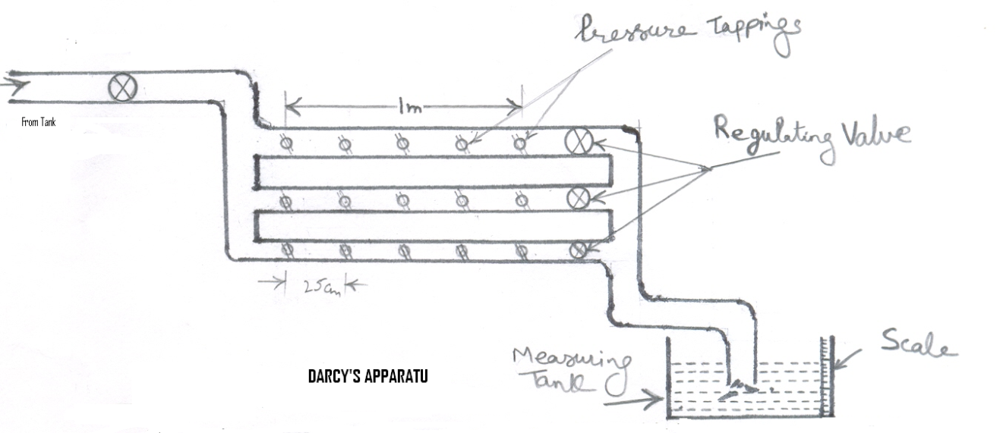 Pressure Tappings
1m
From Tank
Regulating Valve
25cm
Scale
Measuring
Tank
DARCY'S APPARATU